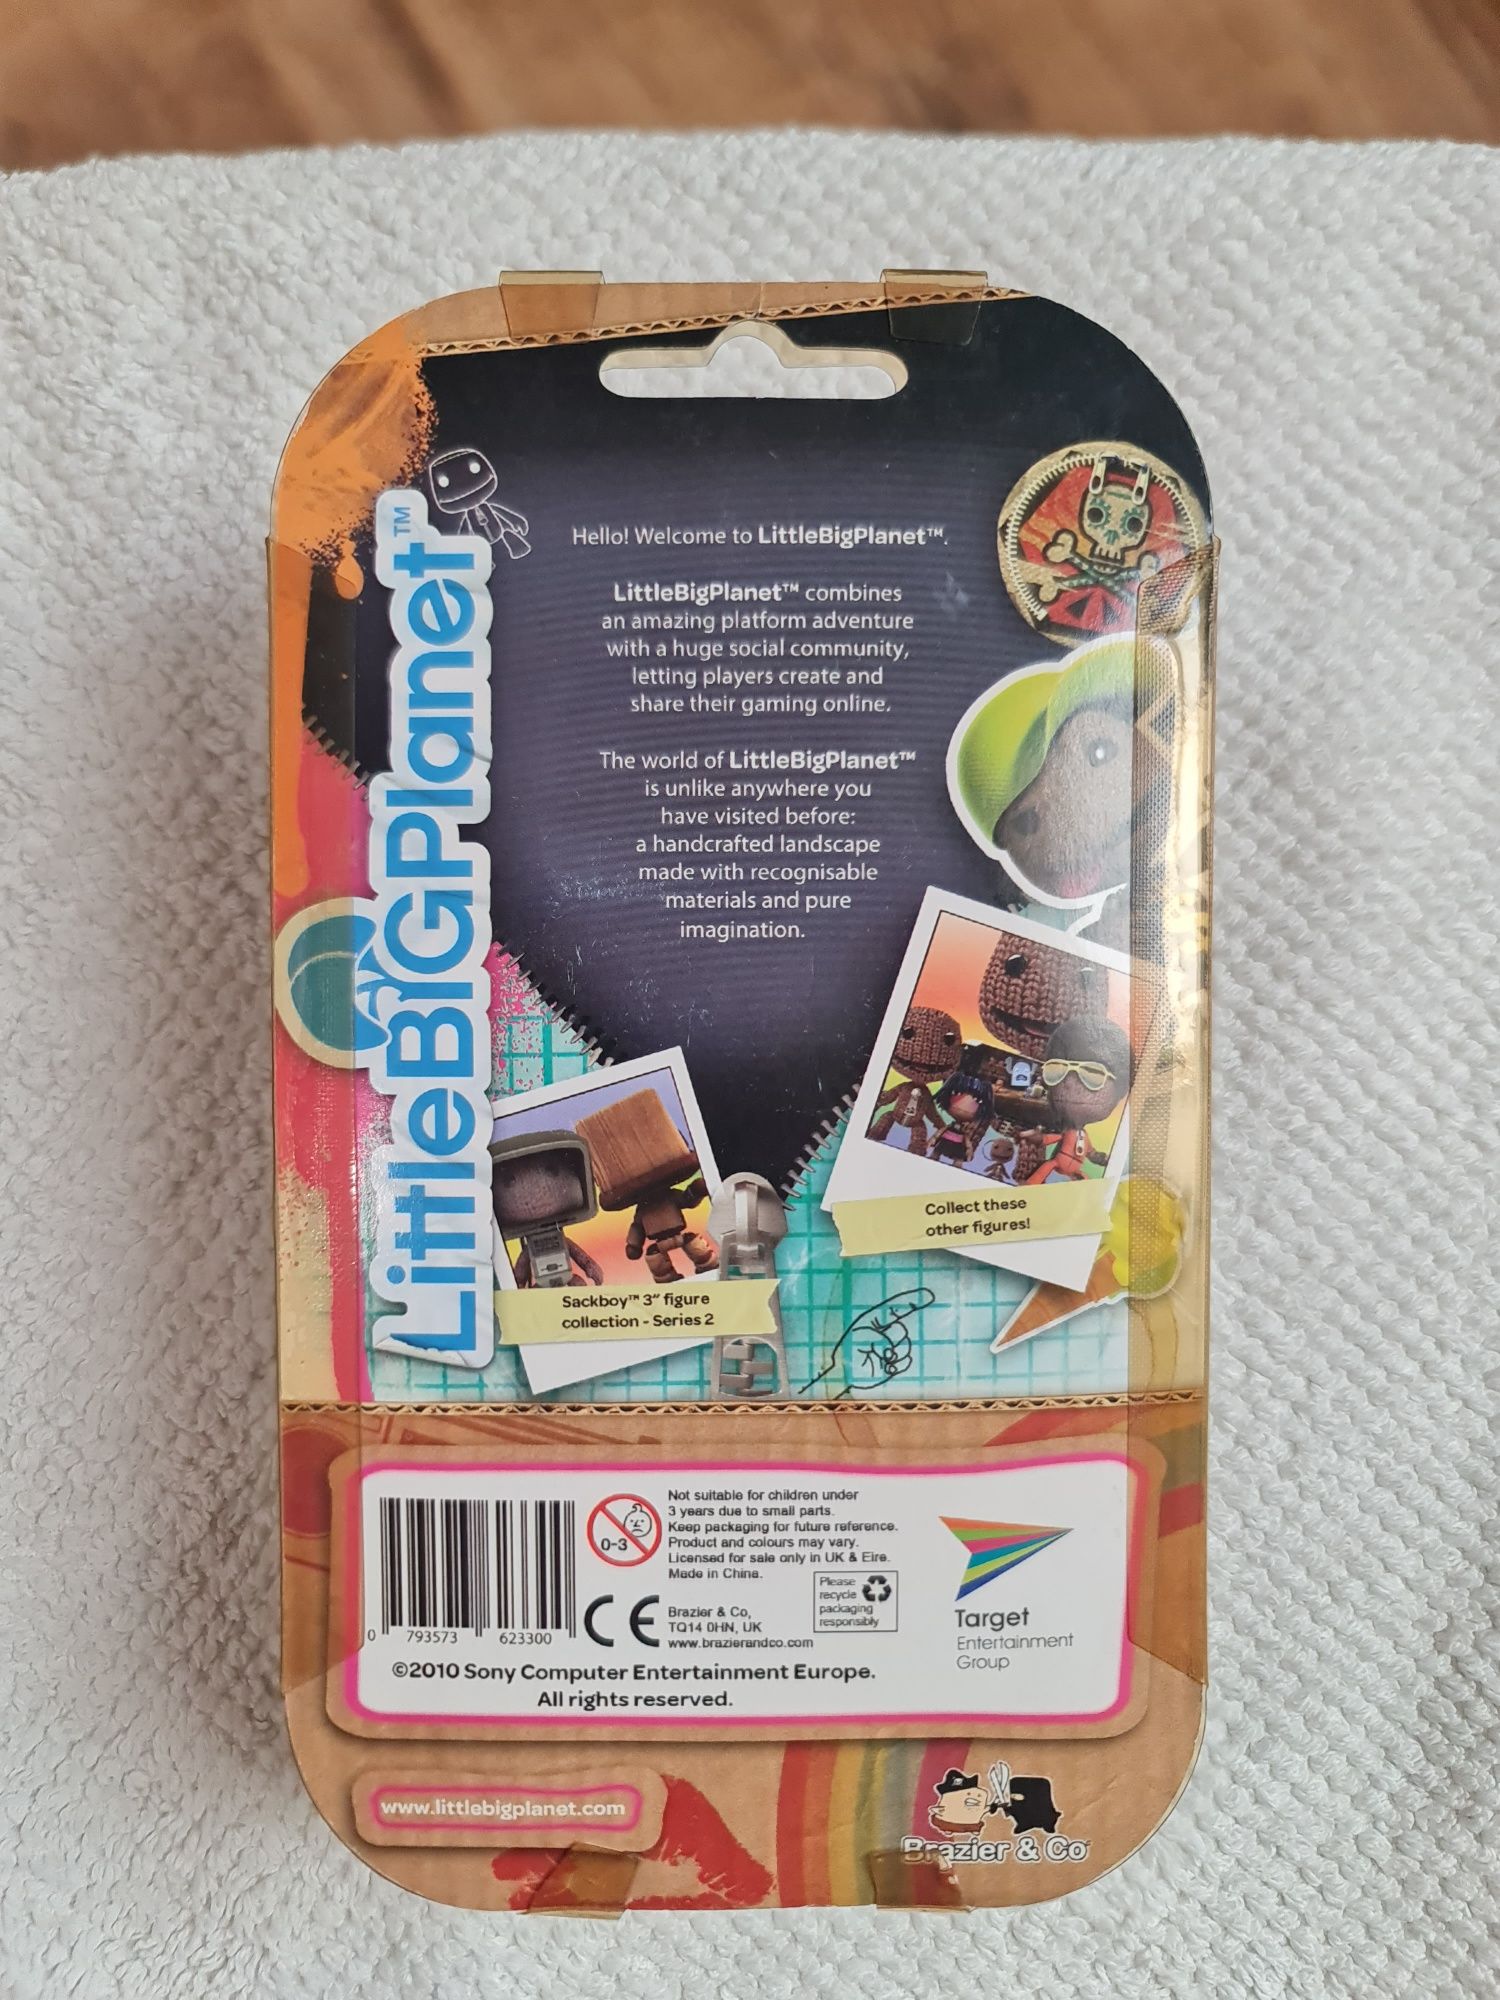 LittleBIGPlanet™
Hello! Welcome to LittleBigPlanet™.
LittleBigPlanet™ combines
an amazing platform adventure
with a huge social community,
letting players create and
share their gaming online.
The world of LittleBigPlanet™
is unlike anywhere you
have visited before:
a handcrafted landscape
made with recognisable
materials and pure
imagination.
Collect these
other figures!
Sackboy™ 3" figure
collection - Series 2
Not suitable for children under
3 years due to small parts.
Keep packaging for future reference.
Product and colours may vary.
Licensed for sale only in UK & Eire.
Made in China.
0-3
Please
recycle
packaging
responsibly
CE
Brazier & Co,
TQ14 0HN, UK
www.brazierandco.com
0 793573 623300
©2010 Sony Computer Entertainment Europe.
All rights reserved.
Target
Entertainment
Group
www.littlebigplanet.com
Brazier & Co